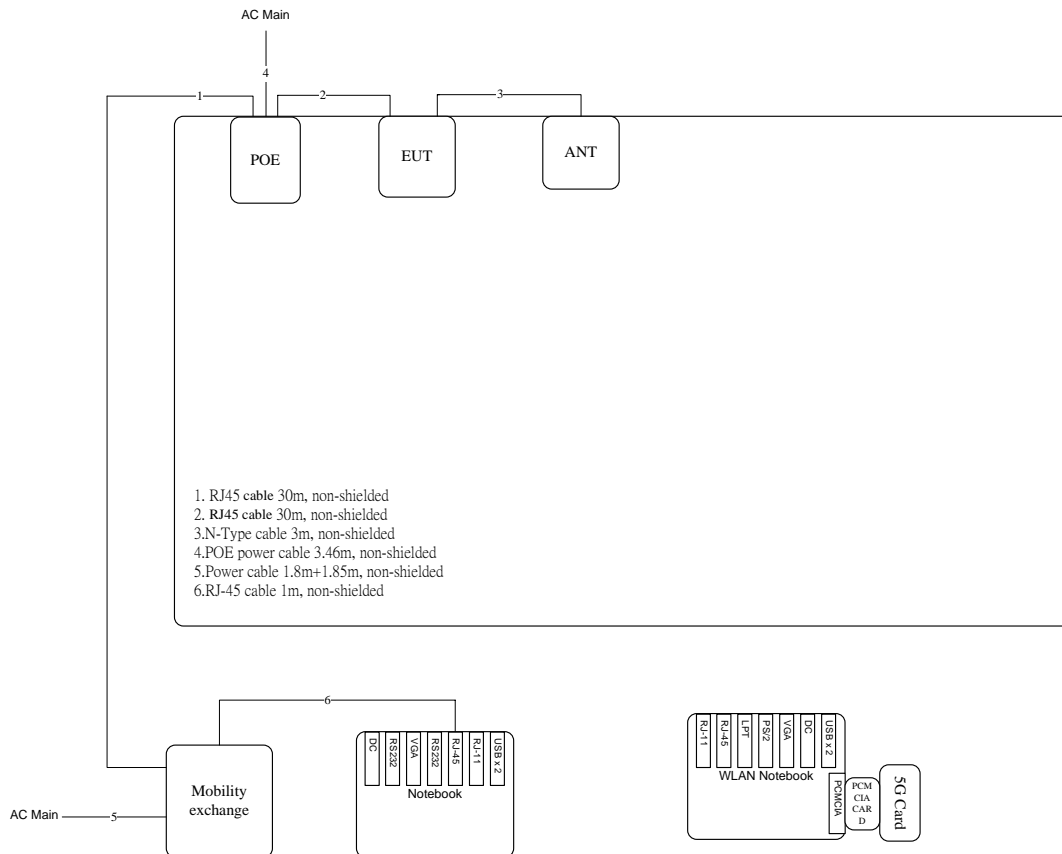 AC Main
4
1
2
3
POE
EUT
ANT
1. RJ45 cable 30m, non-shielded
2. RJ45 cable 30m, non-shielded
3.N-Type cable 3m, non-shielded
4.POE power cable 3.46m, non-shielded
5.Power cable 1.8m+1.85m, non-shielded
6.RJ-45 cable 1m, non-shielded
6
DC
RS232
VGA
RS232
RJ-45
RJ-11
USB x 2
Notebook
RJ-11
RJ-45
LPT
PS/2
VGA
DC
USB x 2
WLAN Notebook
PCMCIA
PCM
CIA
CAR
D
5G Card
Mobility
exchange
AC Main
5